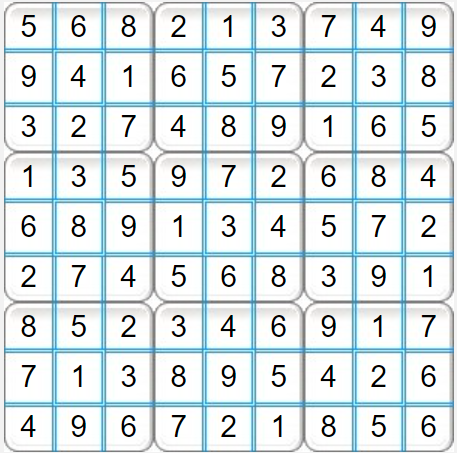 5 6 8 2 1 3 7 4 9
9 4 1 6 5 7 2 3 8
3 2 7 4 8 9 1 6 5
1 3 5 9 7 2 6 8 4
6 8 9 1 3 4 5 7 2
2 7 4 5 6 8 3 9 1
8 5 2 3 4 6 9 1 7
7 1 3 8 9 5 4 2 6
4 9 6 7 2 1 8 5 6